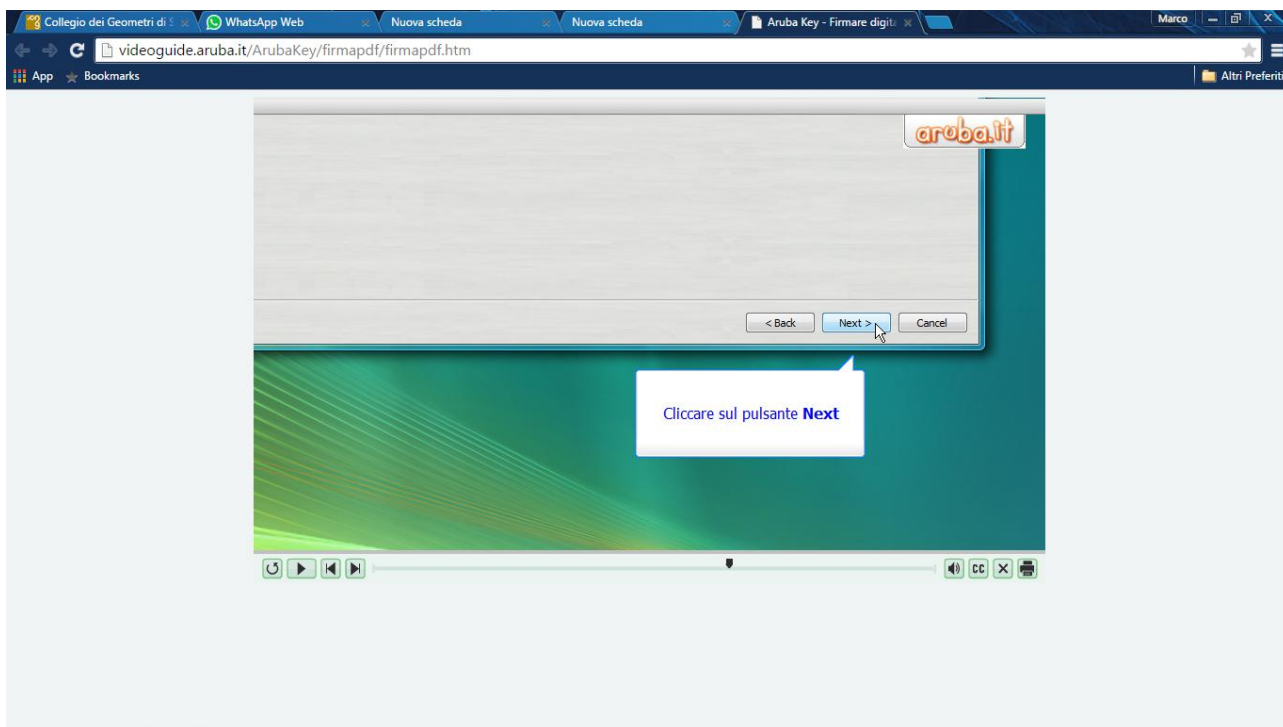 Collegio dei Geometri di S
WhatsApp Web
Nuova scheda
Nuova scheda
Aruba Key - Firmare digita
Marco
videoguide.aruba.it/ArubaKey/firmapdf/firmapdf.htm
App
Bookmarks
Altri Preferiti
aruba.it
< Back
Next >
Cancel
Cliccare sul pulsante Next
CC